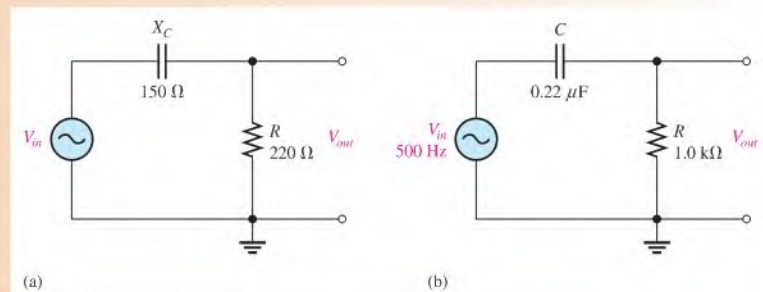 X_C
150 Ω
V_in
R
220 Ω
V_out
(a)
C
0.22 μF
V_in
500 Hz
R
1.0 kΩ
V_out
(b)